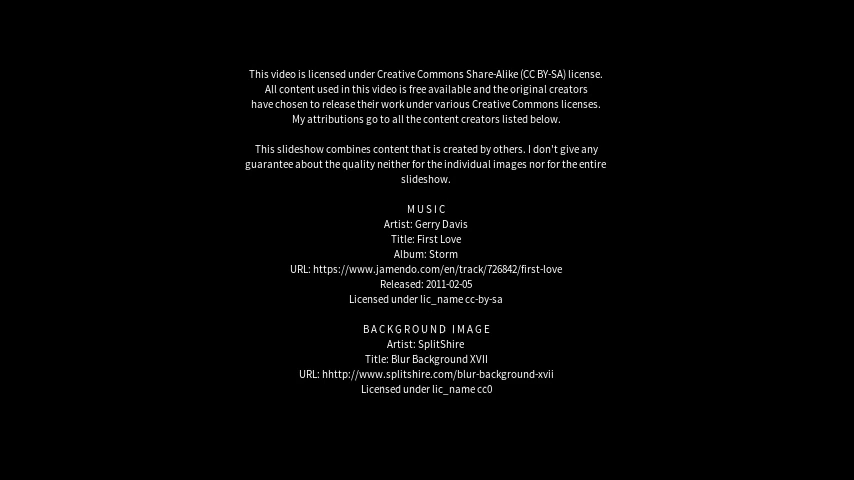 This video is licensed under Creative Commons Share-Alike (CC BY-SA) license.
All content used in this video is free available and the original creators
have chosen to release their work under various Creative Commons licenses.
My attributions go to all the content creators listed below.
This slideshow combines content that is created by others. I don't give any
guarantee about the quality neither for the individual images nor for the entire
slideshow.
MUSIC
Artist: Gerry Davis
Title: First Love
Album: Storm
URL: https://www.jamendo.com/en/track/726842/first-love
Released: 2011-02-05
Licensed under lic_name cc-by-sa
BACKGROUND IMAGE
Artist: SplitShire
Title: Blur Background XVII
URL: hhttp://www.splitshire.com/blur-background-xvii
Licensed under lic_name cc0